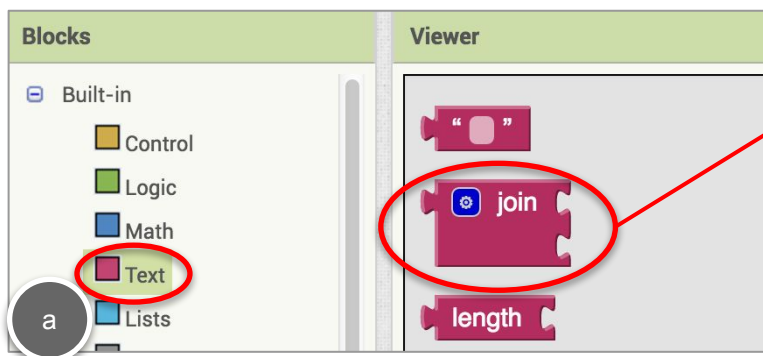 Blocks
Built-in
Control
Logic
Math
Text
Lists
a
Viewer
“ ”
join
length